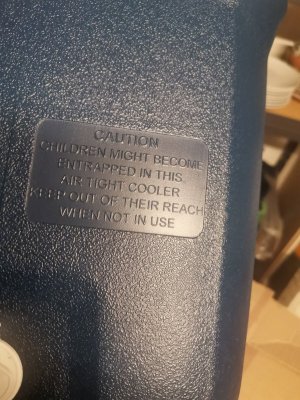 CAUTION
CHILDREN MIGHT BECOME
ENTRAPPED IN THIS
AIR TIGHT COOLER
KEEP OUT OF THEIR REACH
WHEN NOT IN USE